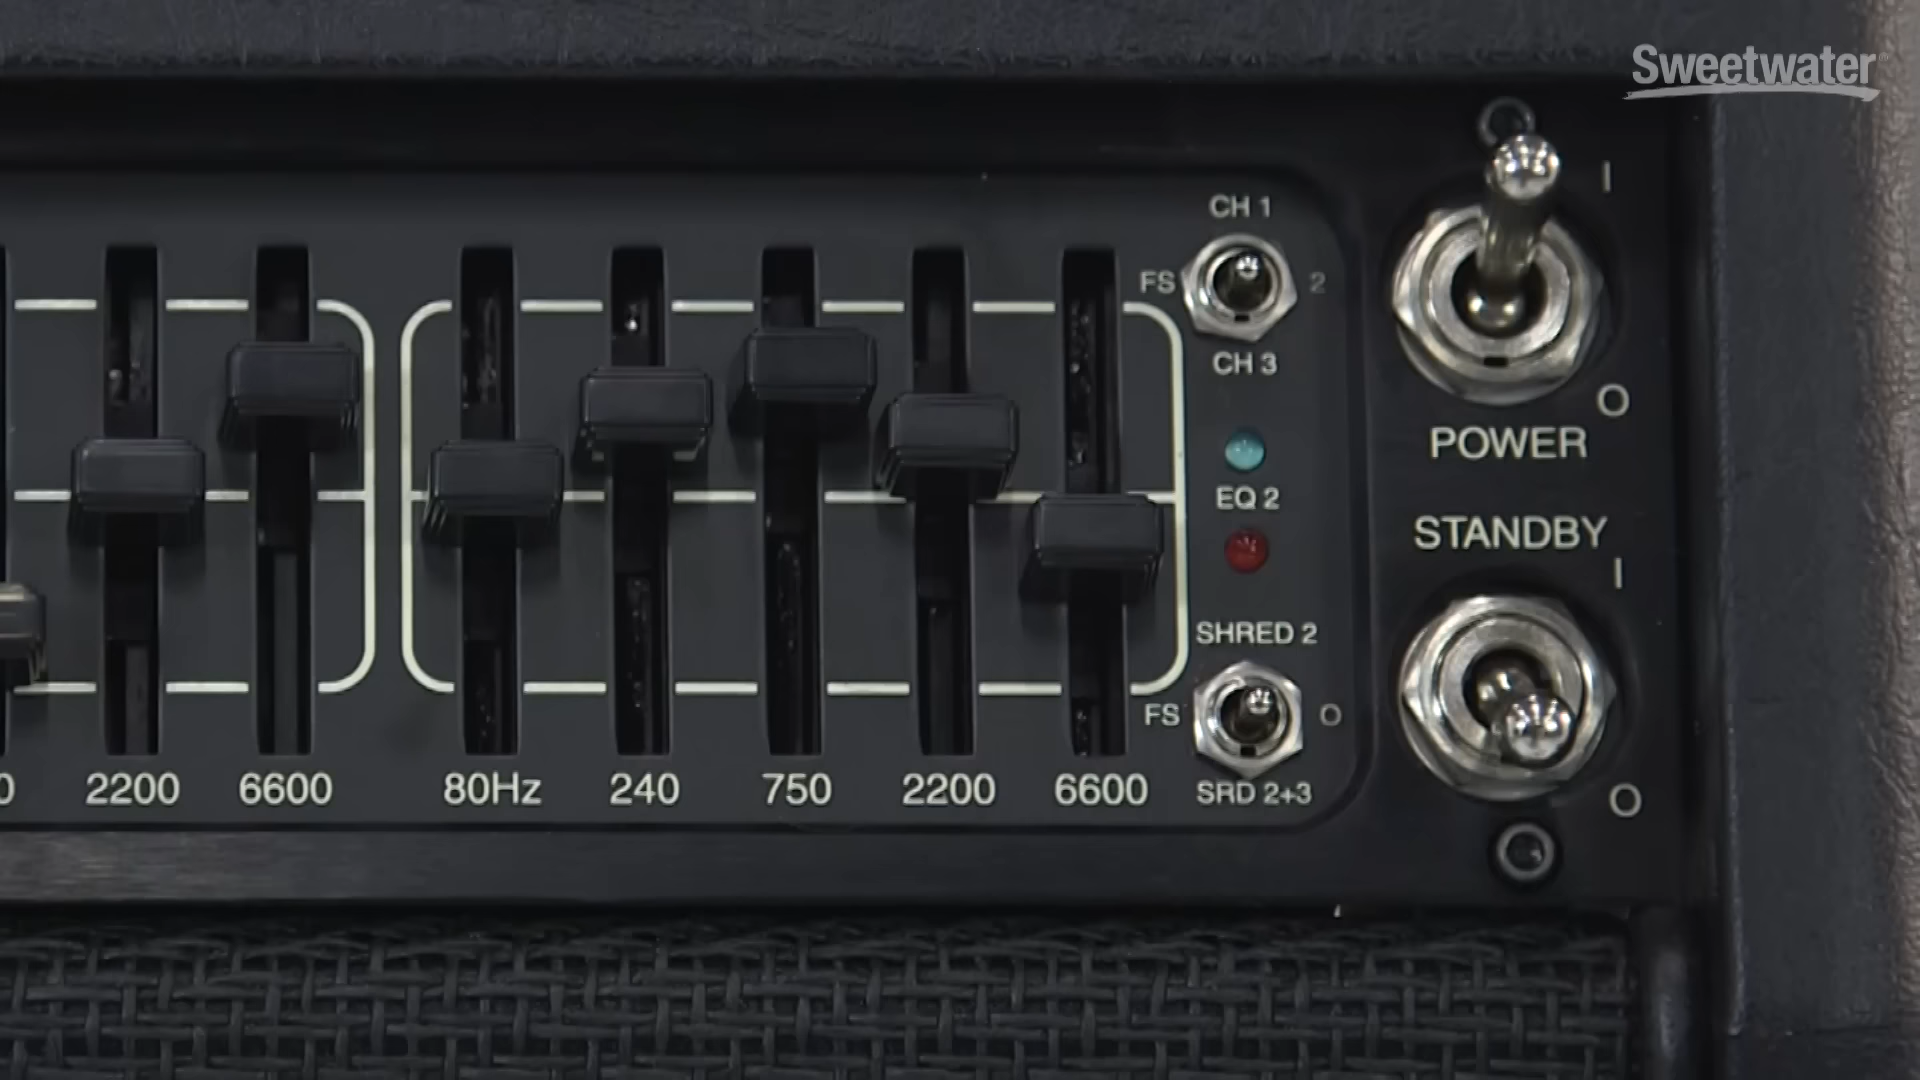 Sweetwater
CH 1
FS 2
CH 3
I
O
POWER
EQ 2
STANDBY
I
SHRED 2
FS O
SRD 2+3
O
0 2200 6600 80Hz 240 750 2200 6600